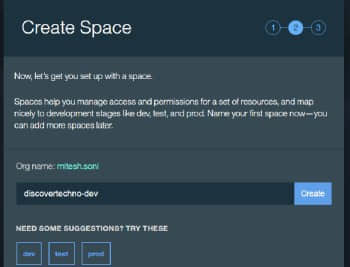 Create Space
1 2 3
Now, let's get you set up with a space.
Spaces help you manage access and permissions for a set of resources, and map
nicely to development stages like dev, test, and prod. Name your first space now—you
can add more spaces later.
Org name: mitesh.soni
discovertechno-dev
Create
NEED SOME SUGGESTIONS? TRY THESE
dev test prod